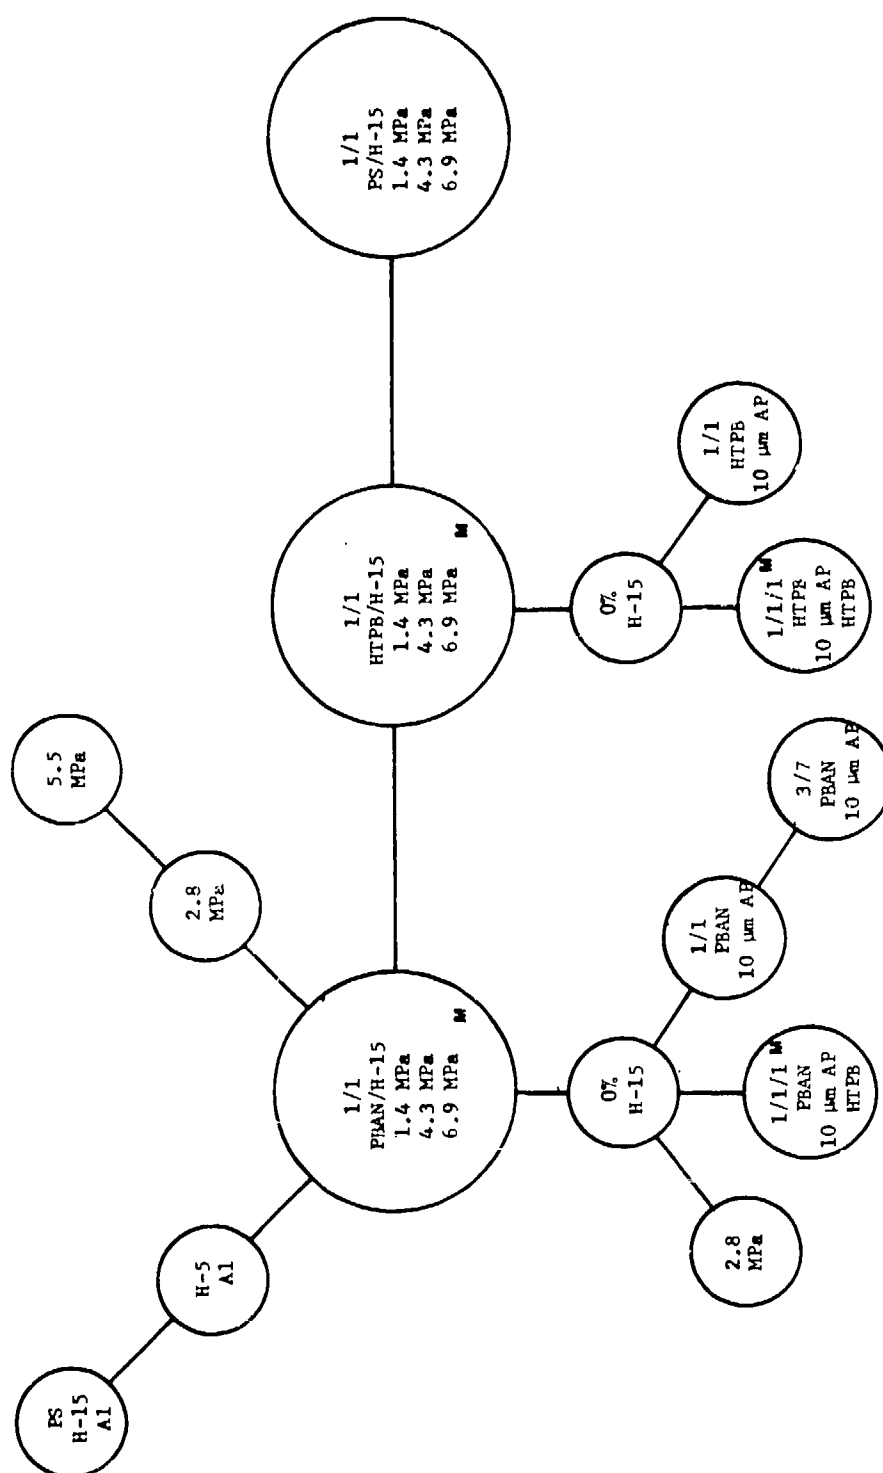 PS
H-15
Al
5.5
MPa
H-5
Al
2.8
MPa
1/1
PBAN/H-15
1.4 MPa
4.3 MPa
6.9 MPa
M
1/1
HTPB/H-15
1.4 MPa
4.3 MPa
6.9 MPa
M
1/1
PS/H-15
1.4 MPa
4.3 MPa
6.9 MPa
0%
H-15
0%
H-15
2.8
MPa
1/1/1
M
PBAN
10 µm AP
HTPB
1/1
PBAN
10 µm AP
3/7
PBAN
10 µm AP
1/1/1
M
HTPB
10 µm AP
HTPB
1/1
HTPB
10 µm AP